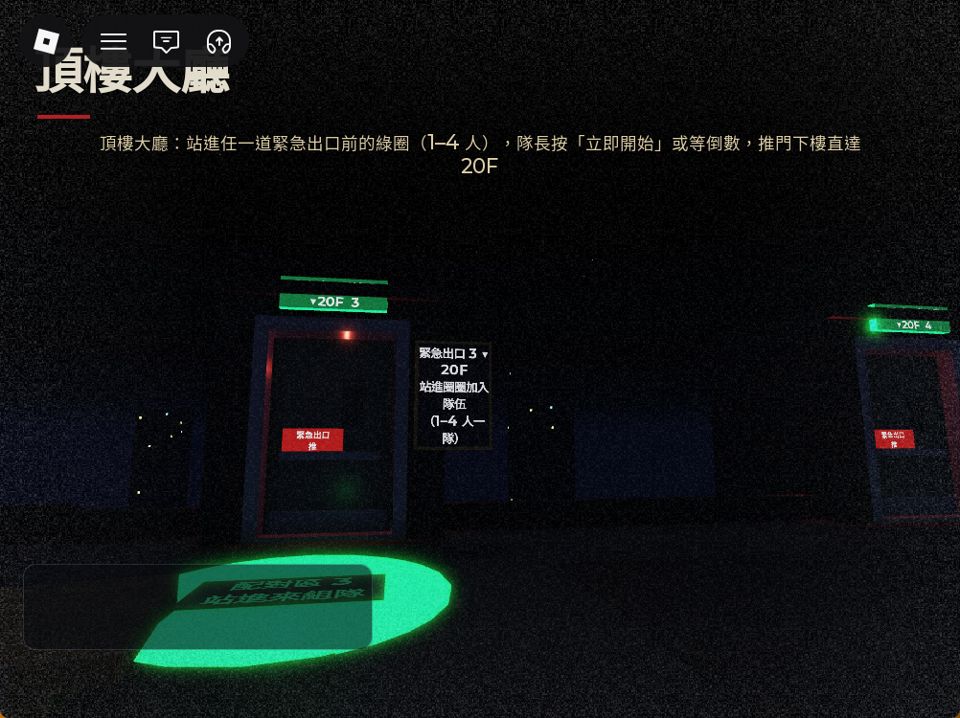 頂樓大廳
頂樓大廳：站進任一道緊急出口前的綠圈（1–4 人），隊長按「立即開始」或等倒數，推門下樓直達
20F
▼20F 3
▼20F 4
緊急出口 3 ▼
20F
站進圈圈加入
隊伍
（1–4 人一
隊）
緊急出口
推
緊急出口
推
配對區 3
站進來組隊